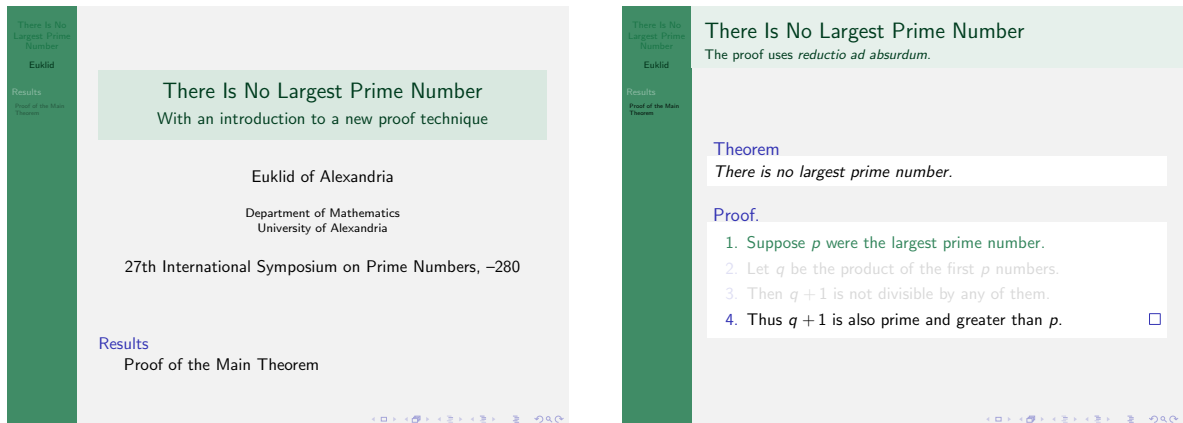 There Is No
Largest Prime
Number
Euklid
Results
Proof of the Main
Theorem
There Is No Largest Prime Number
With an introduction to a new proof technique
Euklid of Alexandria
Department of Mathematics
University of Alexandria
27th International Symposium on Prime Numbers, –280
Results
Proof of the Main Theorem
There Is No
Largest Prime
Number
Euklid
Results
Proof of the Main
Theorem
There Is No Largest Prime Number
The proof uses reductio ad absurdum.
Theorem
There is no largest prime number.
Proof.
1. Suppose p were the largest prime number.
2. Let q be the product of the first p numbers.
3. Then q + 1 is not divisible by any of them.
4. Thus q + 1 is also prime and greater than p.